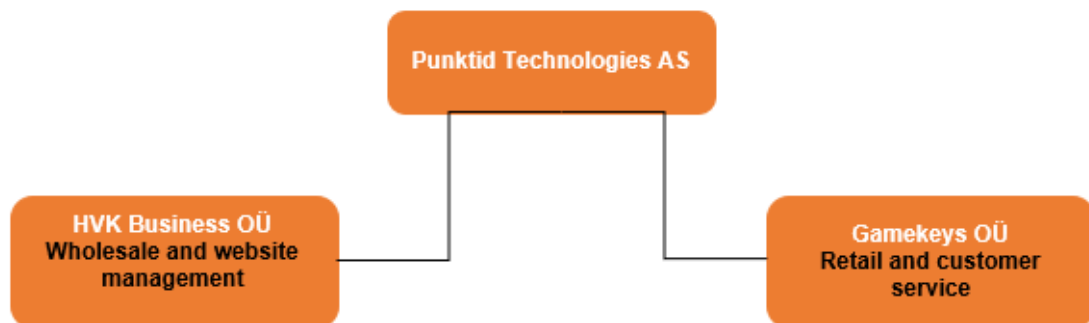 Punktid Technologies AS
HVK Business OÜ
Wholesale and website
management
Gamekeys OÜ
Retail and customer
service